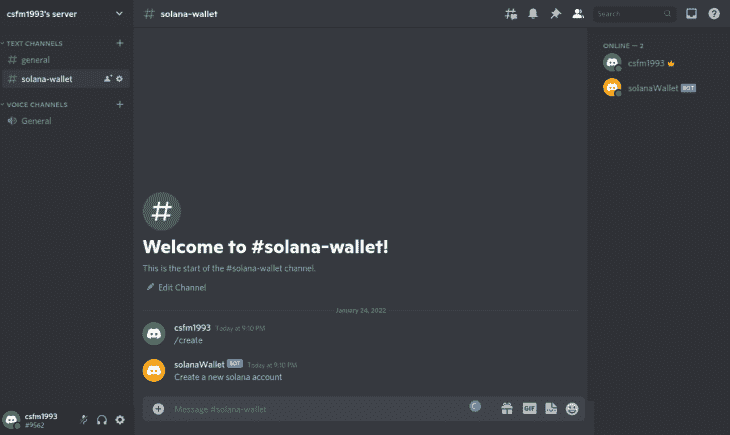 csfm1993's server
TEXT CHANNELS
general
solana-wallet
VOICE CHANNELS
General
csfm1993
#9562
# solana-wallet
Search
#
Welcome to #solana-wallet!
This is the start of the #solana-wallet channel.
Edit Channel
January 24, 2022
csfm1993 Today at 9:10 PM
/create
solanaWallet BOT Today at 9:10 PM
Create a new solana account
Message #solana-wallet
GIF
ONLINE — 2
csfm1993
solanaWallet BOT